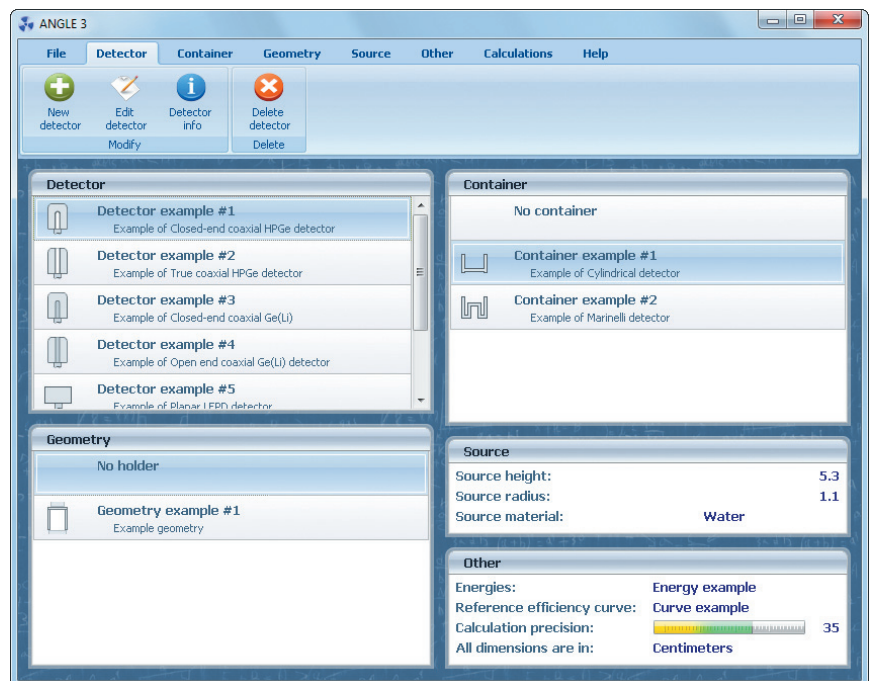 ANGLE 3
File Detector Container Geometry Source Other Calculations Help
New detector
Edit detector
Detector info
Delete detector
Modify
Delete
Detector
Detector example #1
Example of Closed-end coaxial HPGe detector
Detector example #2
Example of True coaxial HPGe detector
Detector example #3
Example of Closed-end coaxial Ge(Li)
Detector example #4
Example of Open end coaxial Ge(Li) detector
Detector example #5
Example of Planar LEPD detector
Container
No container
Container example #1
Example of Cylindrical detector
Container example #2
Example of Marinelli detector
Geometry
No holder
Geometry example #1
Example geometry
Source
Source height: 5.3
Source radius: 1.1
Source material: Water
Other
Energies: Energy example
Reference efficiency curve: Curve example
Calculation precision: 35
All dimensions are in: Centimeters